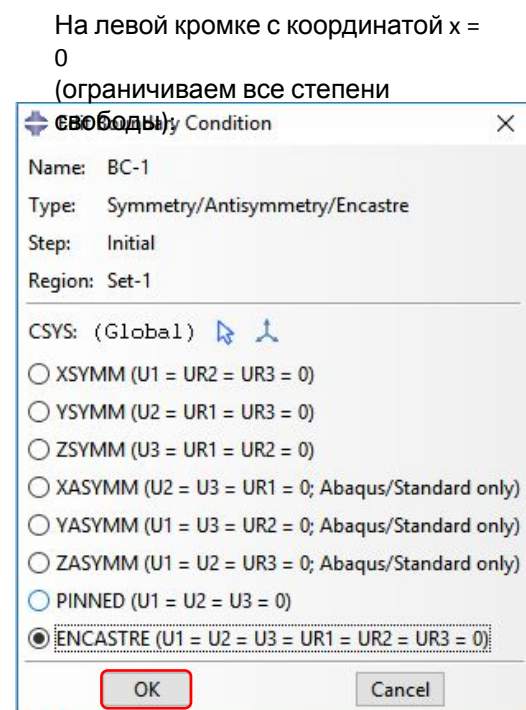 На левой кромке с координатой x =
0
(ограничиваем все степени
свободы);
Edit Boundary Condition
Name: BC-1
Type: Symmetry/Antisymmetry/Encastre
Step: Initial
Region: Set-1
CSYS: (Global)
XSYMM (U1 = UR2 = UR3 = 0)
YSYMM (U2 = UR1 = UR3 = 0)
ZSYMM (U3 = UR1 = UR2 = 0)
XASYMM (U2 = U3 = UR1 = 0; Abaqus/Standard only)
YASYMM (U1 = U3 = UR2 = 0; Abaqus/Standard only)
ZASYMM (U1 = U2 = UR3 = 0; Abaqus/Standard only)
PINNED (U1 = U2 = U3 = 0)
ENCASTRE (U1 = U2 = U3 = UR1 = UR2 = UR3 = 0)
OK Cancel